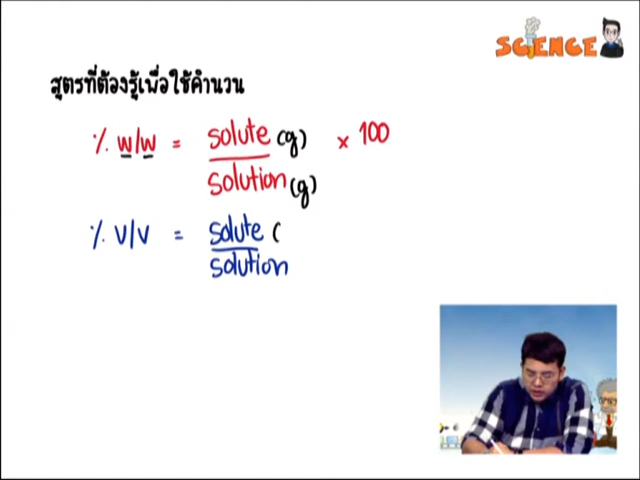 SCIENCE
สูตรที่ต้องรู้เพื่อใช้คำนวน
% w/w = solute (g) × 100
solution (g)
% v/v = solute (
solution